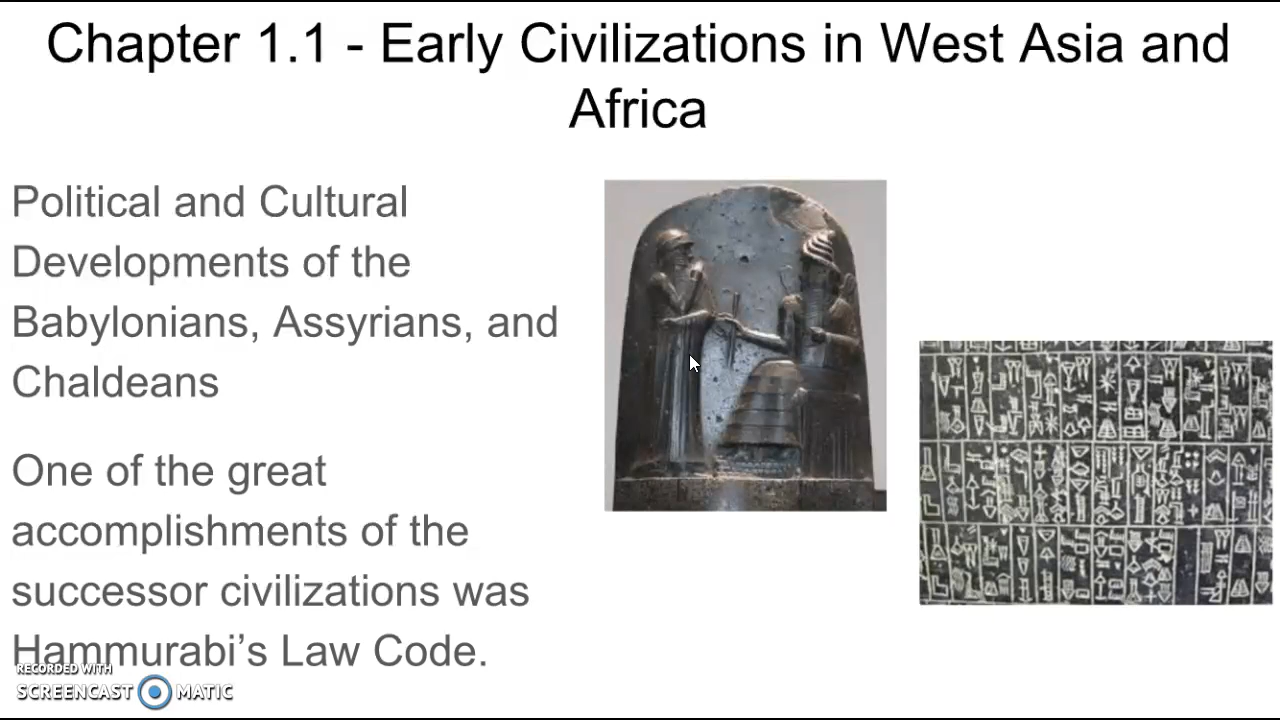 Chapter 1.1 - Early Civilizations in West Asia and
Africa
Political and Cultural
Developments of the
Babylonians, Assyrians, and
Chaldeans
One of the great
accomplishments of the
successor civilizations was
Hammurabi’s Law Code.
RECORDED WITH
SCREENCAST MATIC